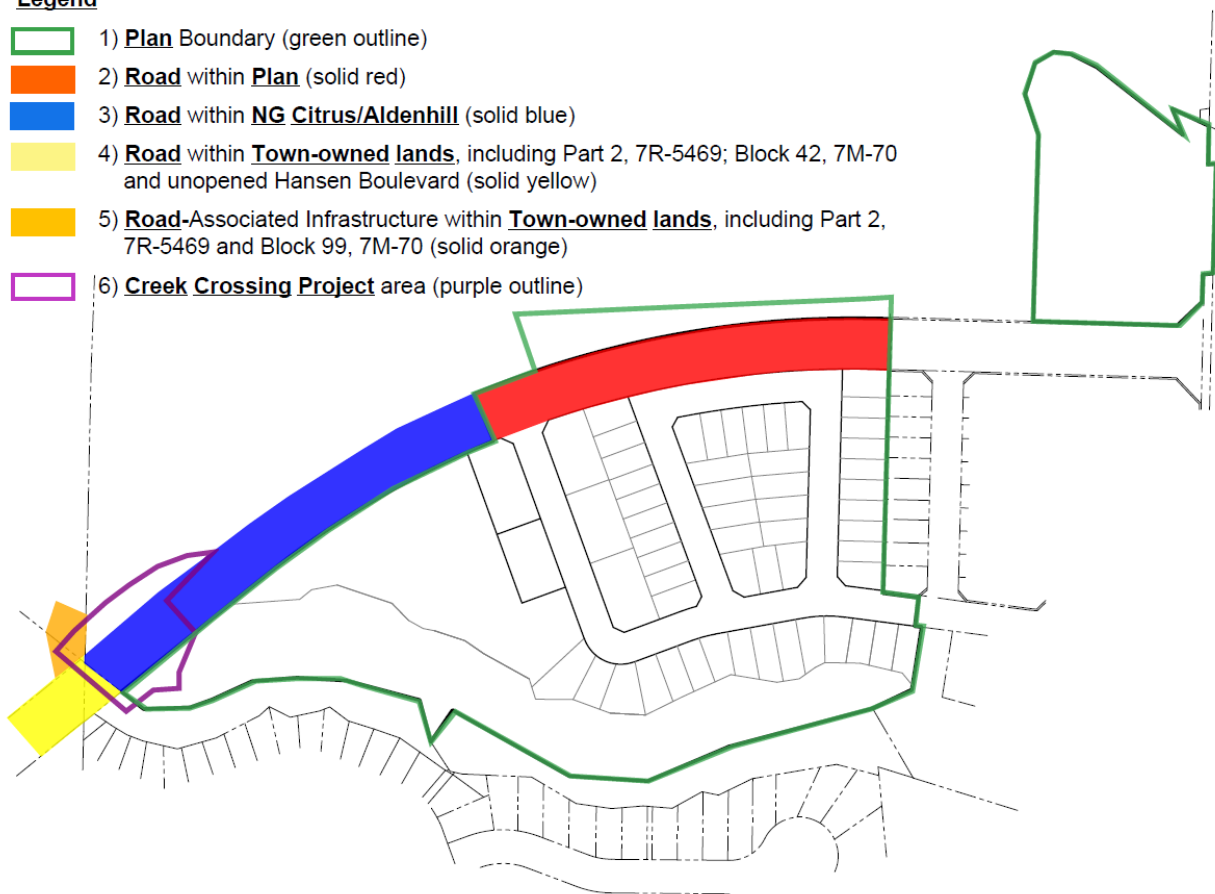 Legend
1) Plan Boundary (green outline)
2) Road within Plan (solid red)
3) Road within NG Citrus/Aldenhill (solid blue)
4) Road within Town-owned lands, including Part 2, 7R-5469; Block 42, 7M-70
and unopened Hansen Boulevard (solid yellow)
5) Road-Associated Infrastructure within Town-owned lands, including Part 2,
7R-5469 and Block 99, 7M-70 (solid orange)
6) Creek Crossing Project area (purple outline)